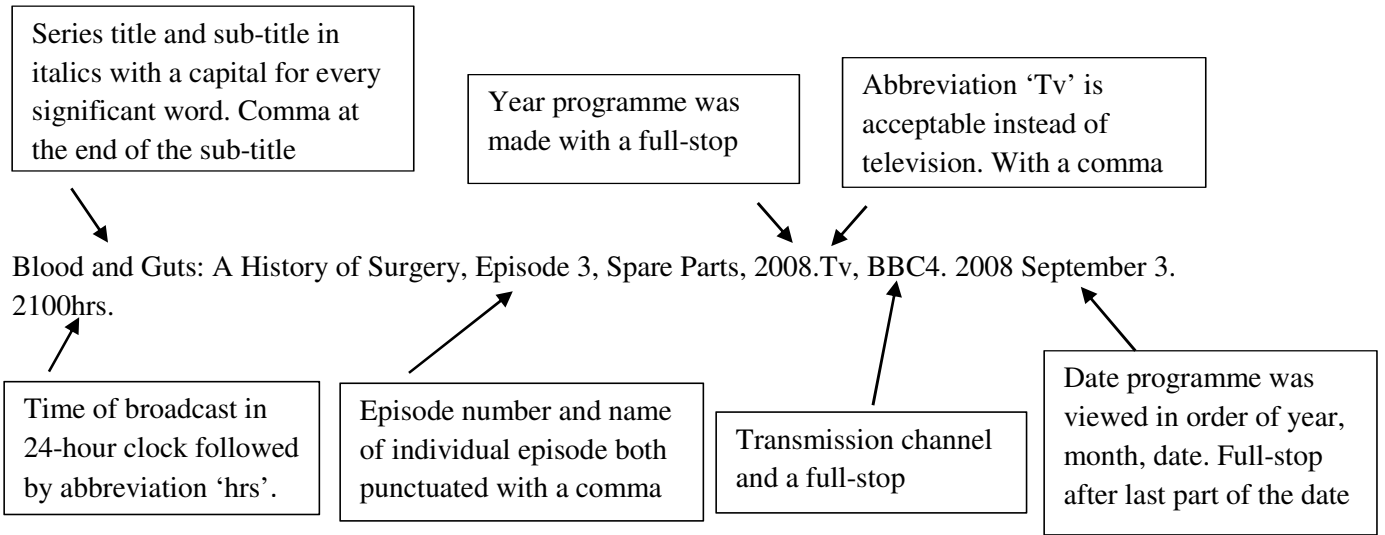 Series title and sub-title in
italics with a capital for every
significant word. Comma at
the end of the sub-title
Year programme was
made with a full-stop
Abbreviation ‘Tv’ is
acceptable instead of
television. With a comma
Blood and Guts: A History of Surgery, Episode 3, Spare Parts, 2008.Tv, BBC4. 2008 September 3.
2100hrs.
Time of broadcast in
24-hour clock followed
by abbreviation ‘hrs’.
Episode number and name
of individual episode both
punctuated with a comma
Transmission channel
and a full-stop
Date programme was
viewed in order of year,
month, date. Full-stop
after last part of the date